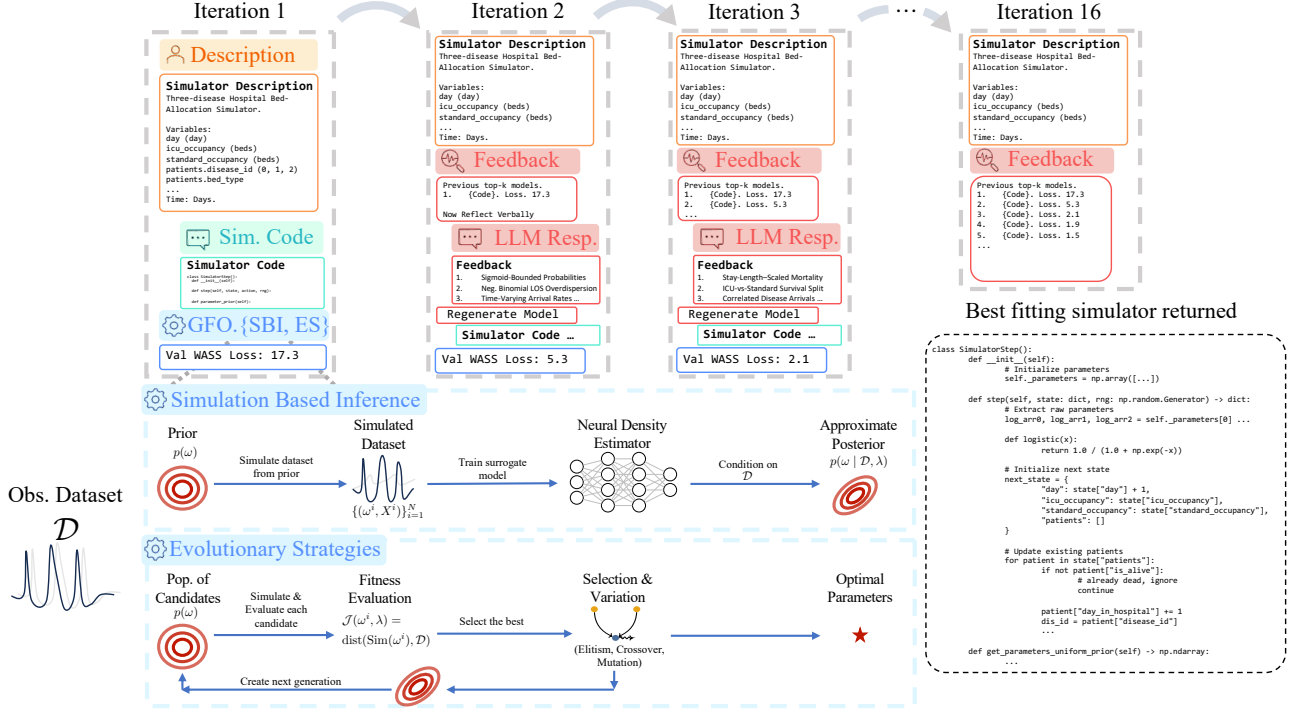 Iteration 1
Description
Simulator Description
Three-disease Hospital Bed-
Allocation Simulator.
Variables:
day (day)
icu_occupancy (beds)
standard_occupancy (beds)
patients.disease_id (0, 1, 2)
patients.bed_type
...
Time: Days.
Sim. Code
Simulator Code
class SimulatorStep():
def __init__(self):
def step(self, state, action, rng):
def parameter_prior(self):
GFO.{SBI, ES}
Val WASS Loss: 17.3
Iteration 2
Simulator Description
Three-disease Hospital Bed-
Allocation Simulator.
Variables:
day (day)
icu_occupancy (beds)
standard_occupancy (beds)
...
Time: Days.
Feedback
Previous top-k models.
1. {Code}. Loss. 17.3
Now Reflect Verbally
LLM Resp.
Feedback
1. Sigmoid-Bounded Probabilities
2. Neg. Binomial LOS Overdispersion
3. Time-Varying Arrival Rates …
Regenerate Model
Simulator Code …
Val WASS Loss: 5.3
Iteration 3
Simulator Description
Three-disease Hospital Bed-
Allocation Simulator.
Variables:
day (day)
icu_occupancy (beds)
standard_occupancy (beds)
...
Time: Days.
Feedback
Previous top-k models.
1. {Code}. Loss. 17.3
2. {Code}. Loss. 5.3
...
LLM Resp.
Feedback
1. Stay-Length-Scaled Mortality
2. ICU-vs-Standard Survival Split
3. Correlated Disease Arrivals …
Regenerate Model
Simulator Code …
Val WASS Loss: 2.1
...
Iteration 16
Simulator Description
Three-disease Hospital Bed-
Allocation Simulator.
Variables:
day (day)
icu_occupancy (beds)
standard_occupancy (beds)
...
Time: Days.
Feedback
Previous top-k models.
1. {Code}. Loss. 17.3
2. {Code}. Loss. 5.3
3. {Code}. Loss. 2.1
4. {Code}. Loss. 1.9
5. {Code}. Loss. 1.5
...
Best fitting simulator returned
class SimulatorStep():
def __init__(self):
# Initialize parameters
self._parameters = np.array([...])
def step(self, state: dict, rng: np.random.Generator) -> dict:
# Extract raw parameters
log_arr0, log_arr1, log_arr2 = self._parameters[0] ...
def logistic(x):
return 1.0 / (1.0 + np.exp(-x))
# Initialize next state
next_state = {
"day": state["day"] + 1,
"icu_occupancy": state["icu_occupancy"],
"standard_occupancy": state["standard_occupancy"],
"patients": []
}
# Update existing patients
for patient in state["patients"]:
if not patient["is_alive"]:
# already dead, ignore
continue
patient["day_in_hospital"] += 1
dis_id = patient["disease_id"]
...
def get_parameters_uniform_prior(self) -> np.ndarray:
...
Obs. Dataset
𝒟
Simulation Based Inference
Prior
p(ω)
Simulate dataset
from prior
Simulated
Dataset
{(ω^i, X^i)}_{i=1}^N
Train surrogate
model
Neural Density
Estimator
Condition on
𝒟
Approximate
Posterior
p(ω | 𝒟, λ)
Evolutionary Strategies
Pop. of
Candidates
p(ω)
Simulate &
Evaluate each
candidate
Fitness
Evaluation
𝒥(ω^i, λ) =
dist(Sim(ω^i), 𝒟)
Select the best
Selection &
Variation
(Elitism, Crossover,
Mutation)
Optimal
Parameters
Create next generation